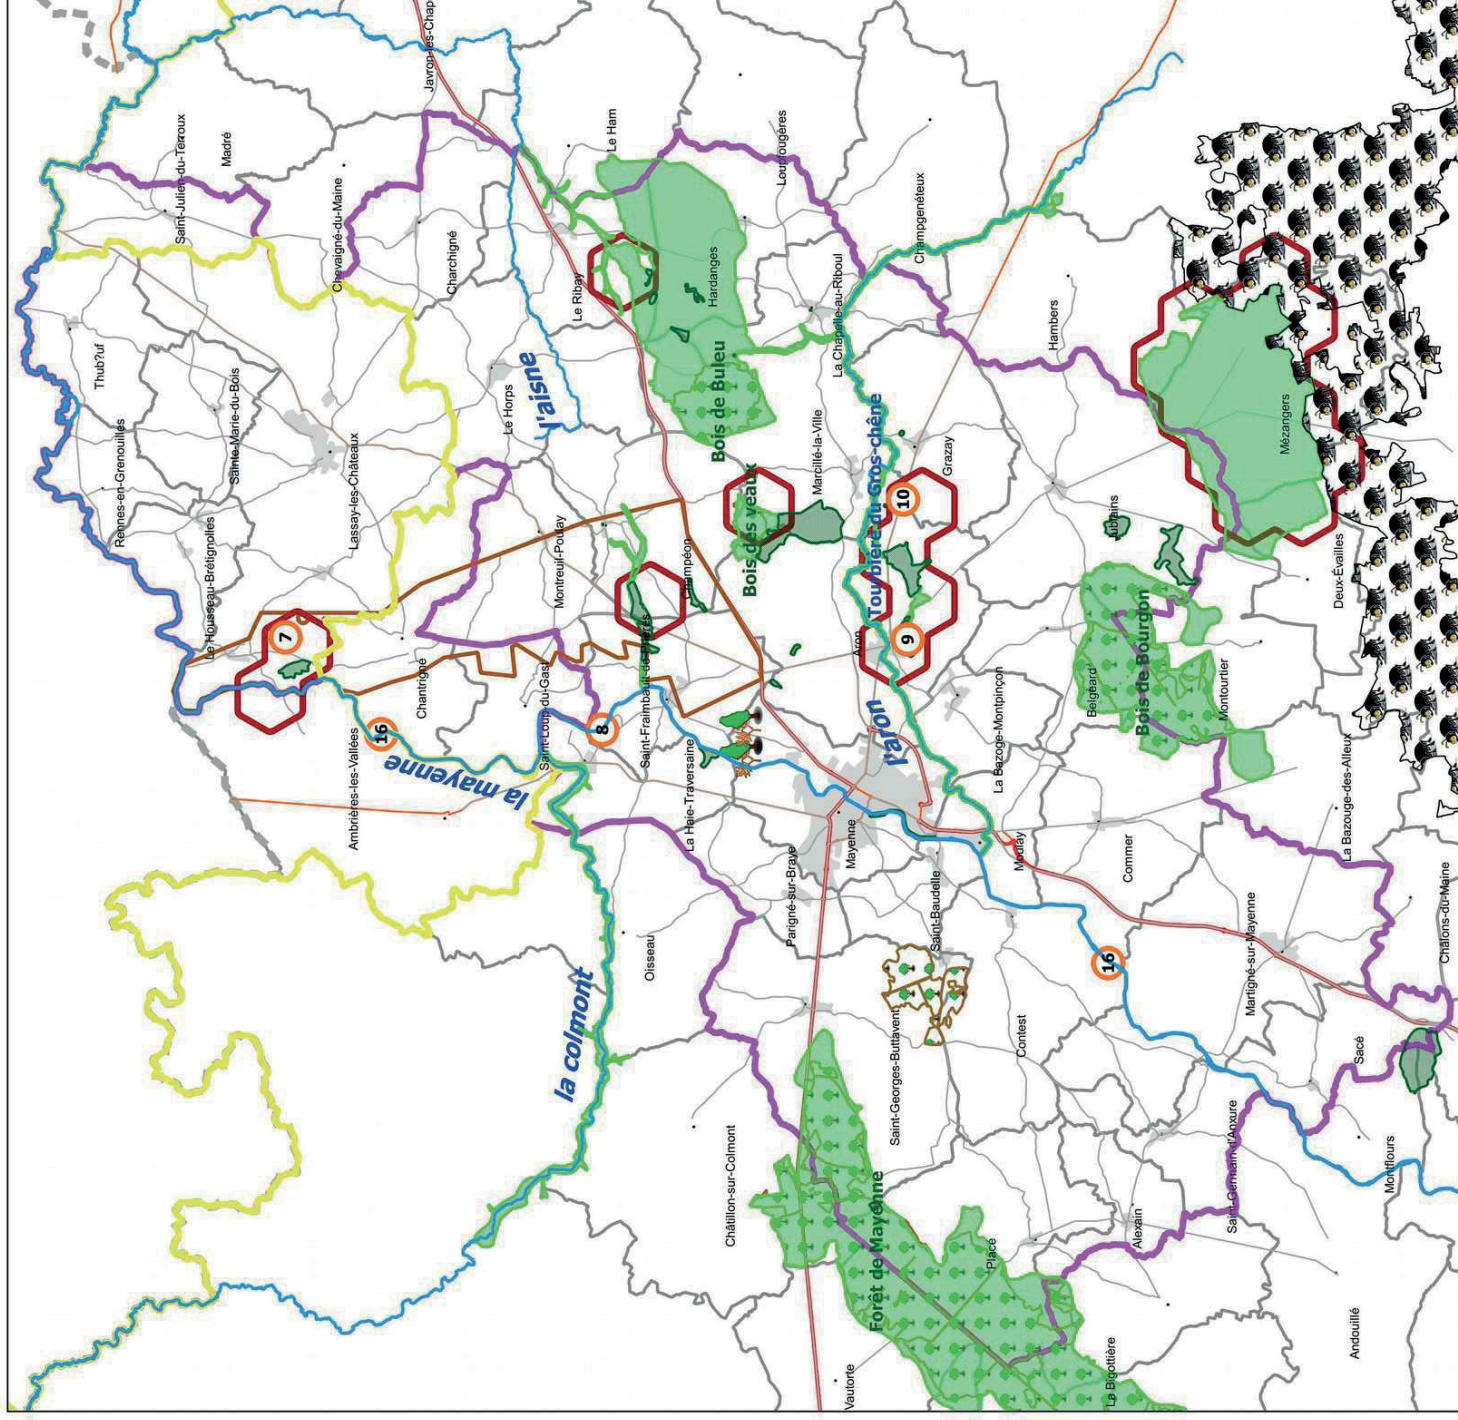 Javron-les-Chap
Saint-Julien-du-Terroux
Madré
Le Ham
Loupfougères
Champgenéteux
Chevaigné-du-Maine
Charchigné
Le Ribay
Hardanges
La Chapelle-au-Riboul
Hambers
Thub?uf
Sainte-Marie-du-Bois
Le Horps
l'aisne
Bois de Buleu
Mézangers
Rennes-en-Grenouilles
Lassay-les-Châteaux
Marcillé-la-Ville
Grazay
Bois des veaux
Tourbière du Gros-chêne
10
Jublains
Le Housseau-Brétignolles
Montreuil-Poulay
Champéon
Deux-Évailles
7
9
Aron
Chantrigné
Saint-Loup-du-Gast
Saint-Fraimbault-de-Prières
8
16
Belgeard
Bois de Bourgon
Montourtier
l'aron
La Bazoge-Montpinçon
la mayenne
Ambrières-les-Vallées
La Haie-Traversaine
Mayenne
Moulay
Commer
La Bazouge-des-Alleux
Parigné-sur-Braye
Saint-Baudelle
Oisseau
Martigné-sur-Mayenne
Châlons-du-Maine
16
la colmont
Saint-Georges-Buttavent
Contest
Sacé
Châtillon-sur-Colmont
Saint-Germain-d'Anxure
Montflours
Forêt de Mayenne
Placé
Alexain
Vautorte
La Bigottière
Andouillé